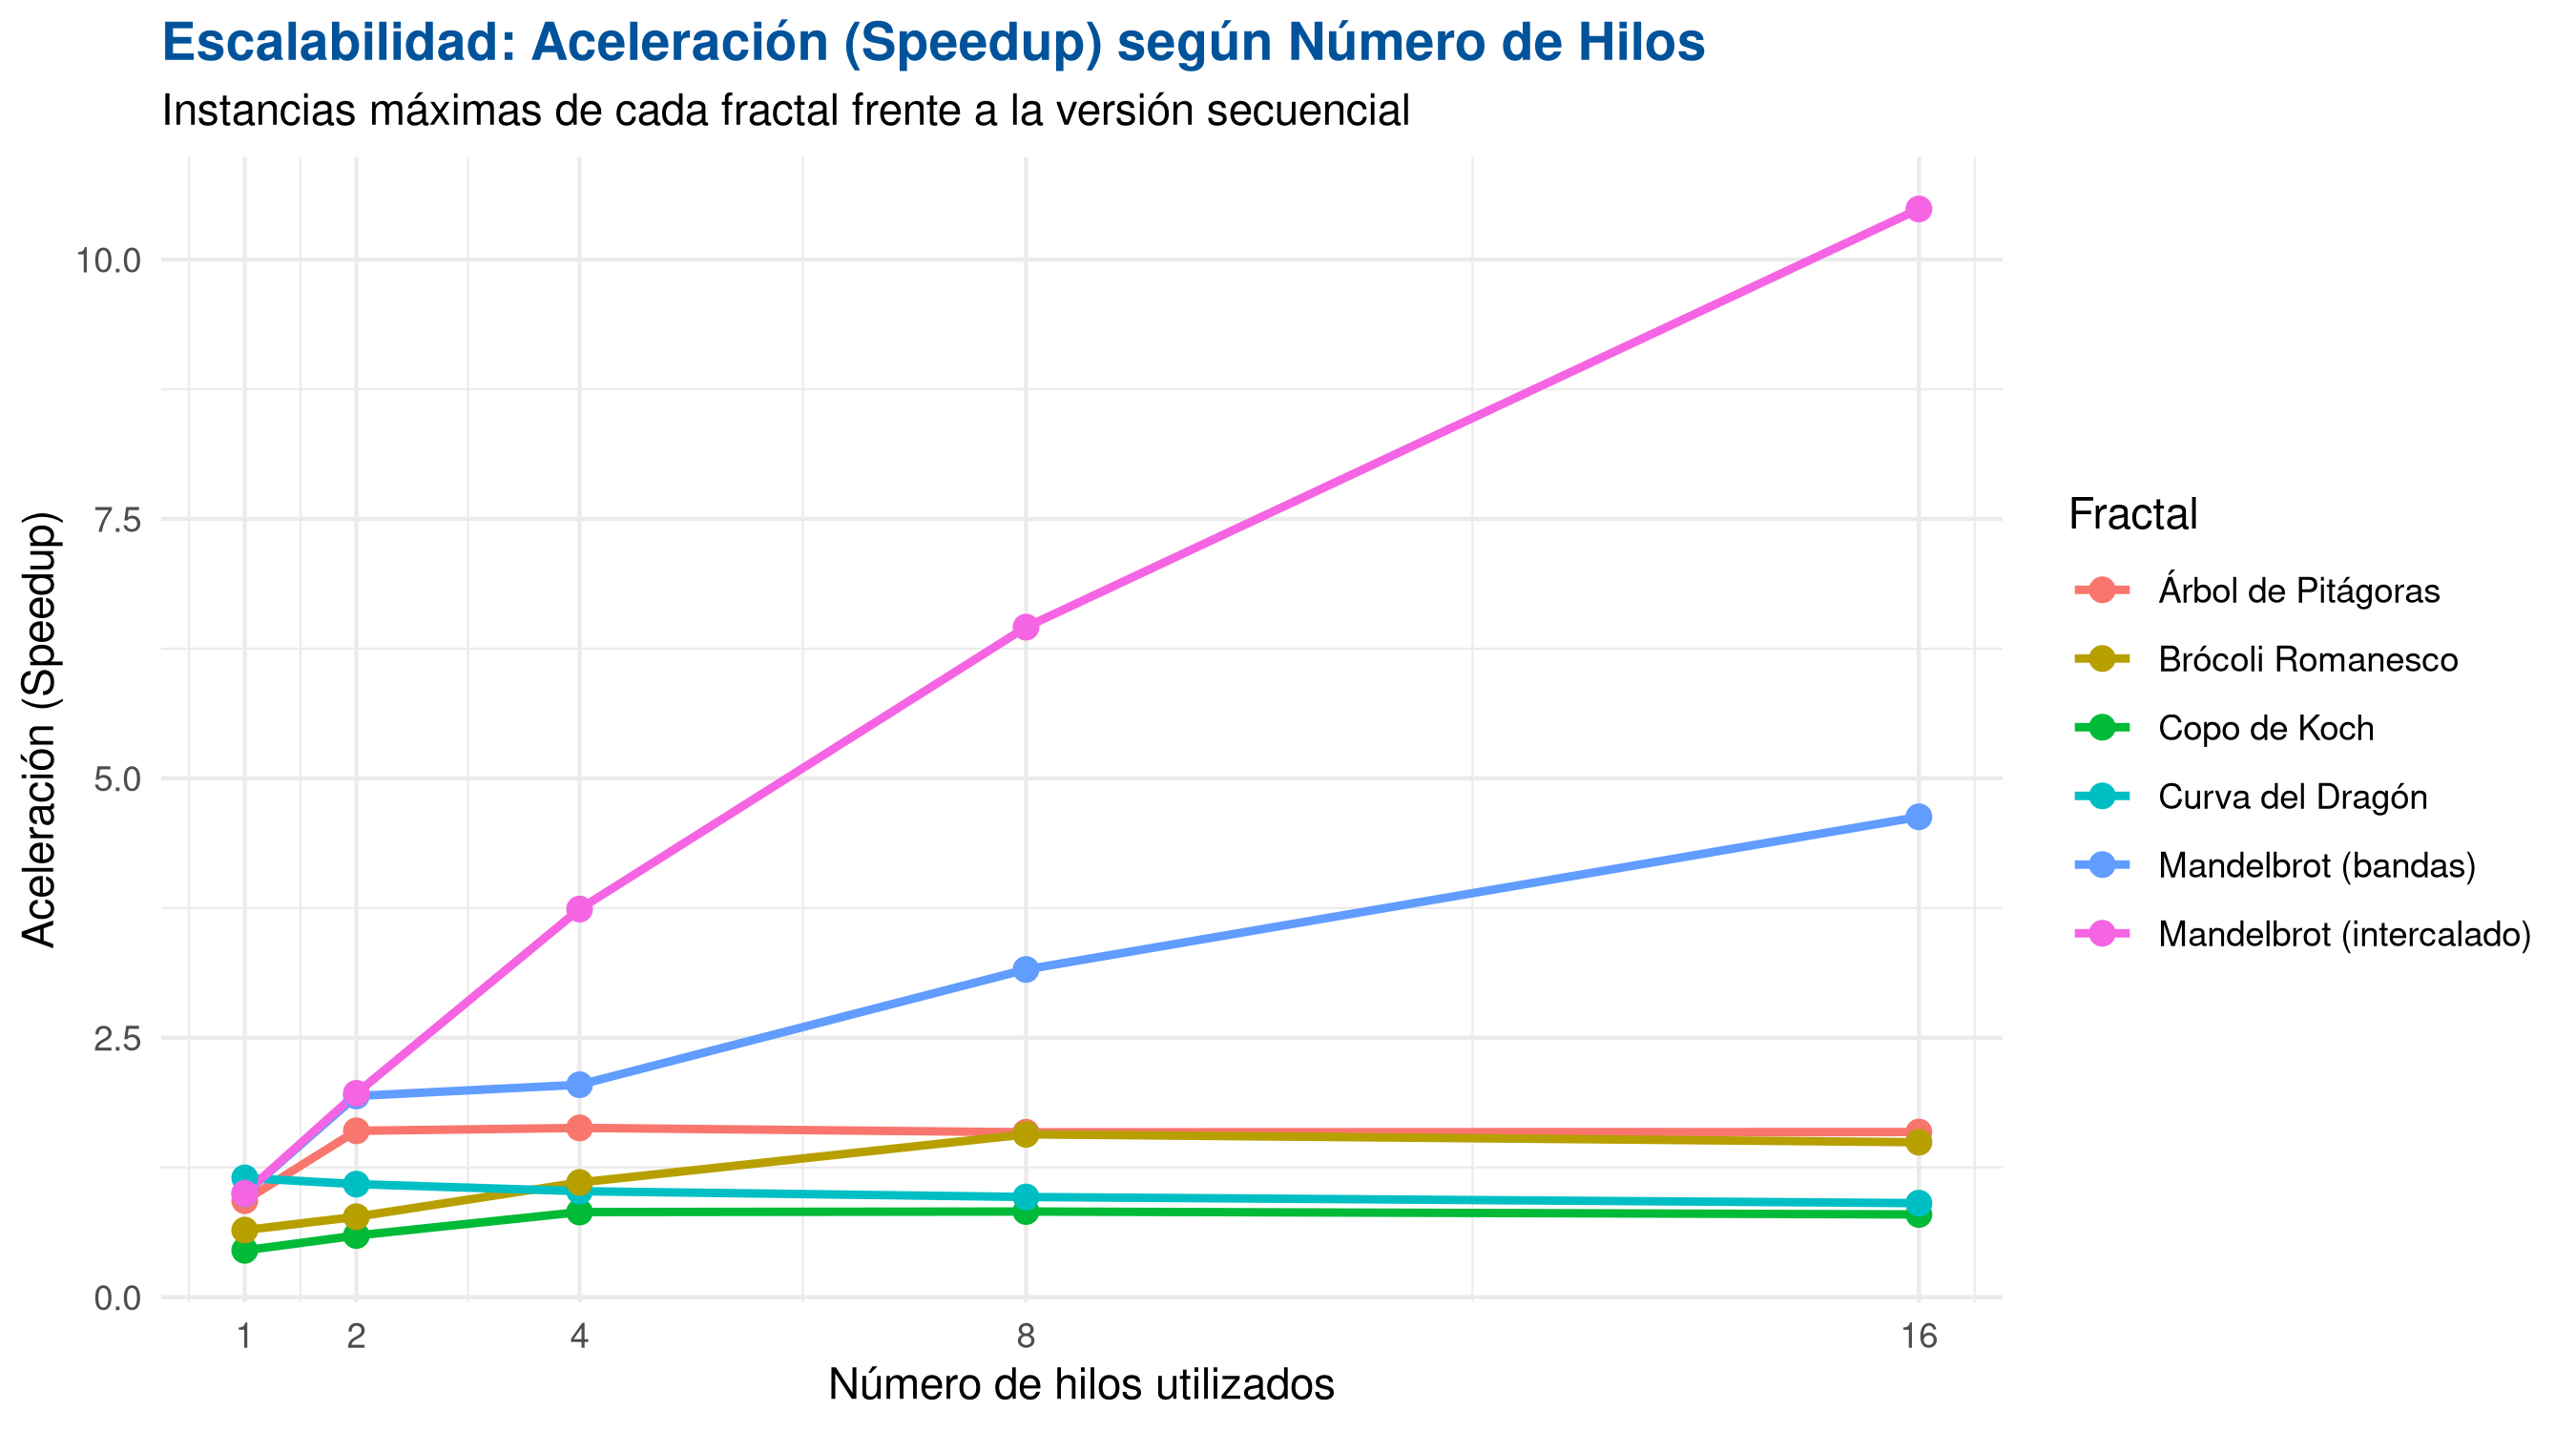 Escalabilidad: Aceleración (Speedup) según Número de Hilos
Instancias máximas de cada fractal frente a la versión secuencial
Aceleración (Speedup)
10.0
7.5
5.0
2.5
0.0
1 2 4 8 16
Número de hilos utilizados
Fractal
Árbol de Pitágoras
Brócoli Romanesco
Copo de Koch
Curva del Dragón
Mandelbrot (bandas)
Mandelbrot (intercalado)